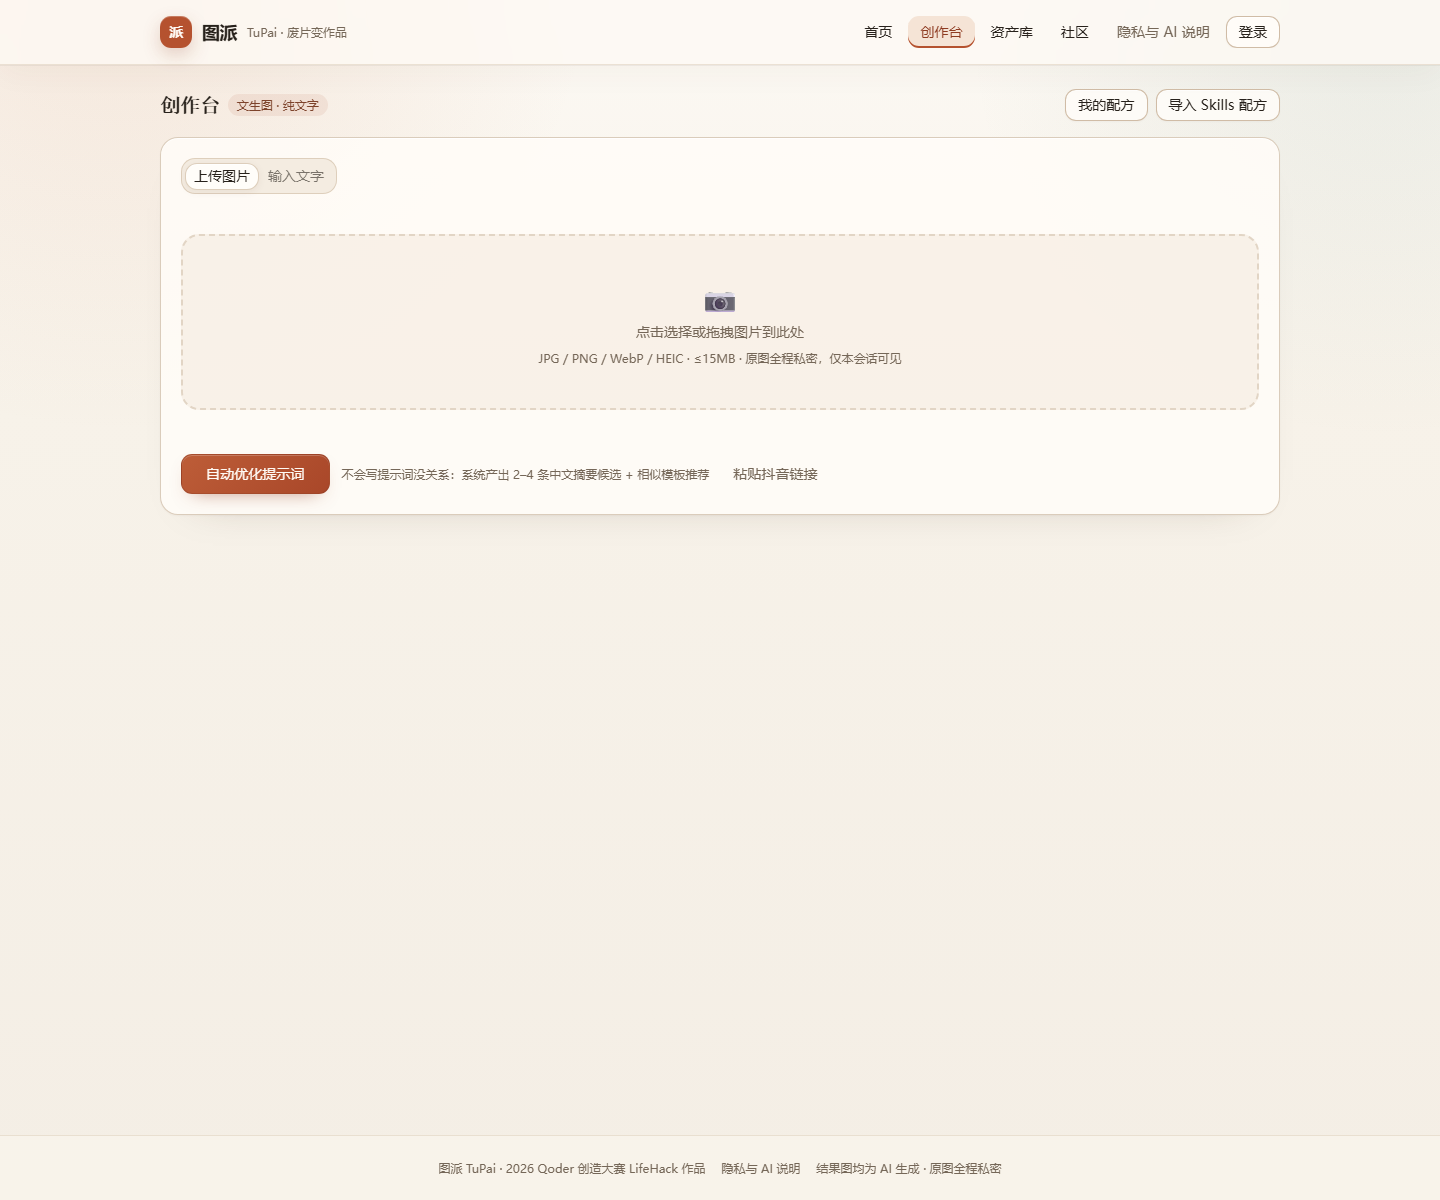 派 图派 TuPai · 废片变作品 首页 创作台 资产库 社区 隐私与 AI 说明 登录
创作台 文生图 · 纯文字 我的配方 导入 Skills 配方
上传图片 输入文字
点击选择或拖拽图片到此处
JPG / PNG / WebP / HEIC · ≤15MB · 原图全程私密，仅本会话可见
自动优化提示词 不会写提示词没关系：系统产出 2–4 条中文摘要候选 + 相似模板推荐 粘贴抖音链接
图派 TuPai · 2026 Qoder 创造大赛 LifeHack 作品 隐私与 AI 说明 结果图均为 AI 生成 · 原图全程私密